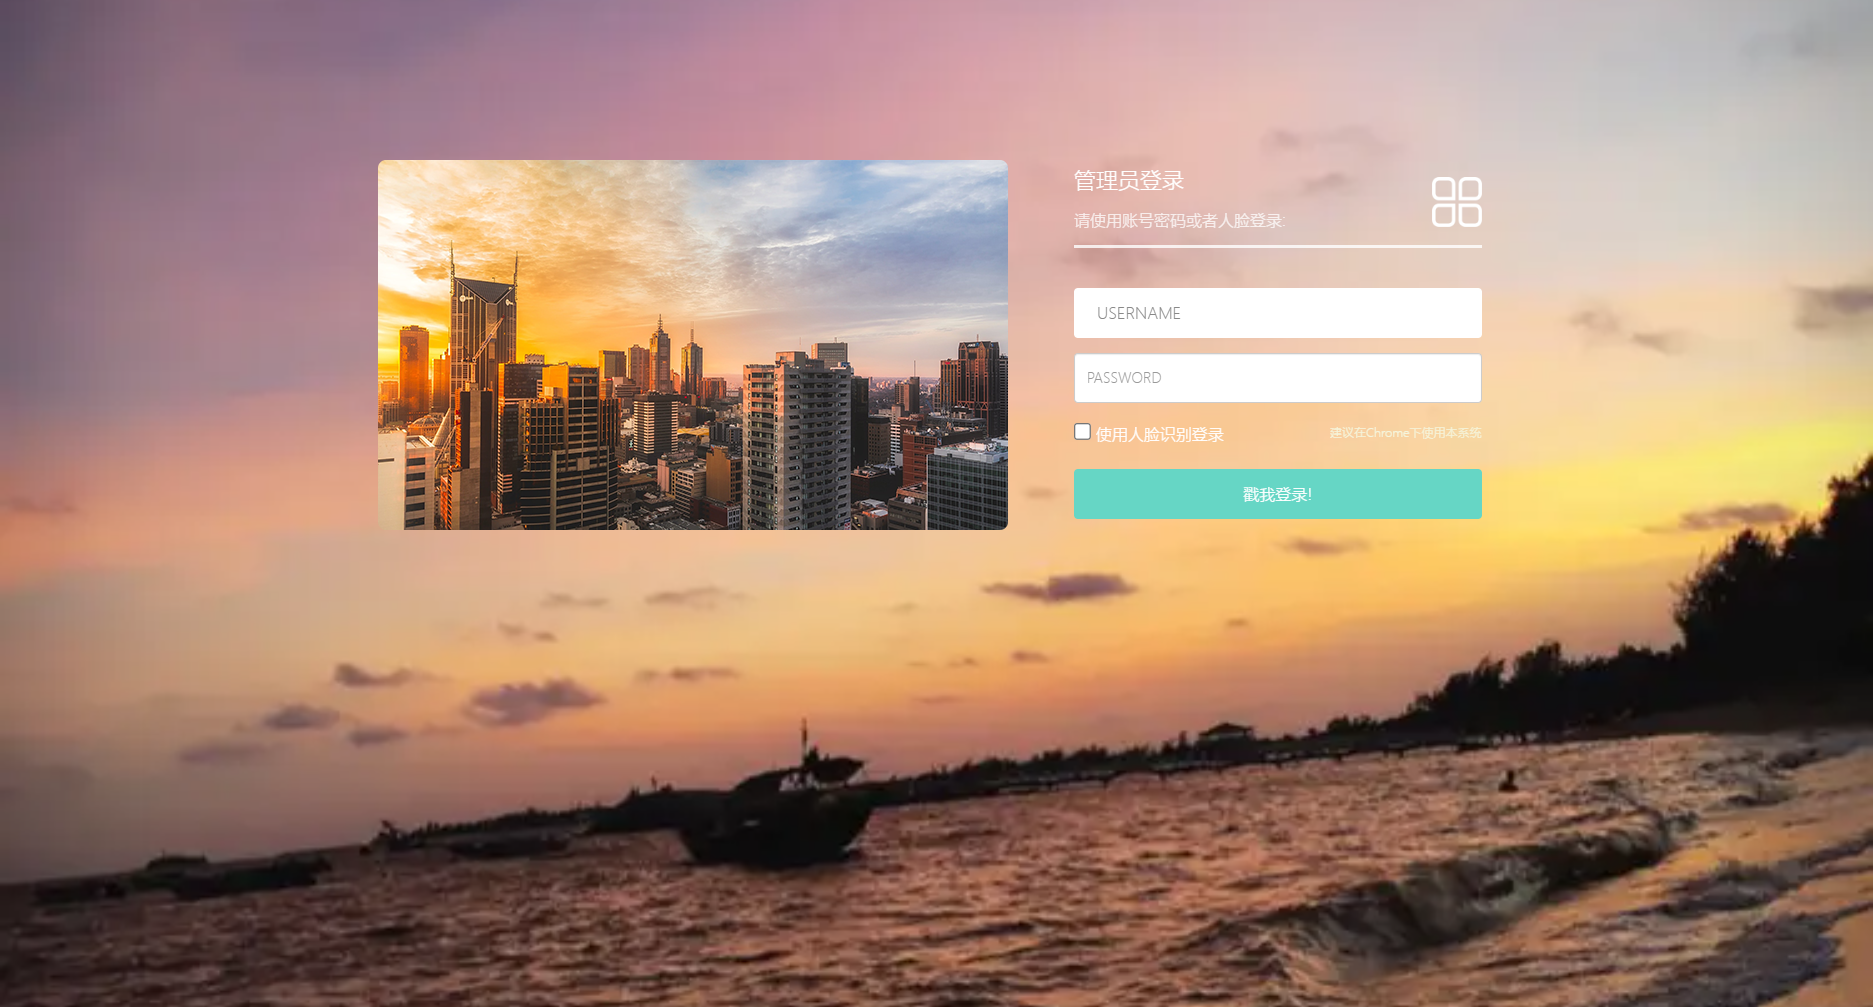 管理员登录
请使用账号密码或者人脸登录:
USERNAME
PASSWORD
使用人脸识别登录
建议在Chrome下使用本系统
戳我登录!